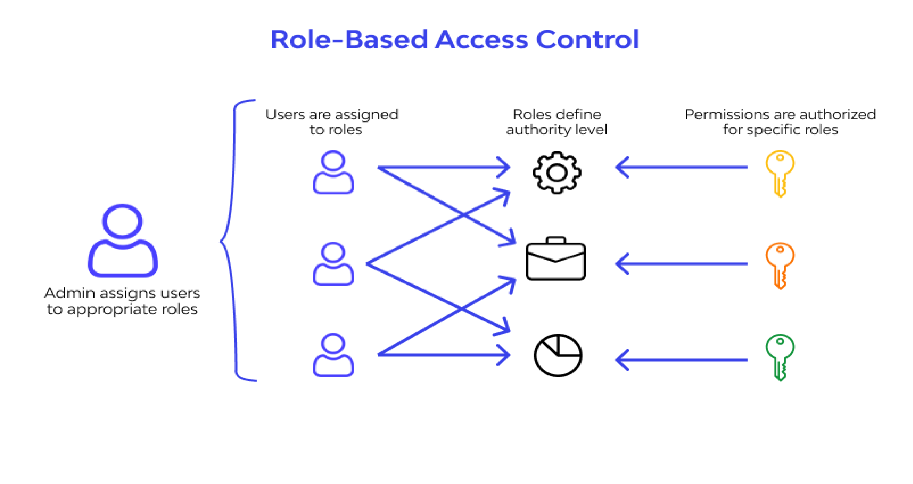 Role-Based Access Control
Users are assigned
to roles
Roles define
authority level
Permissions are authorized
for specific roles
Admin assigns users
to appropriate roles